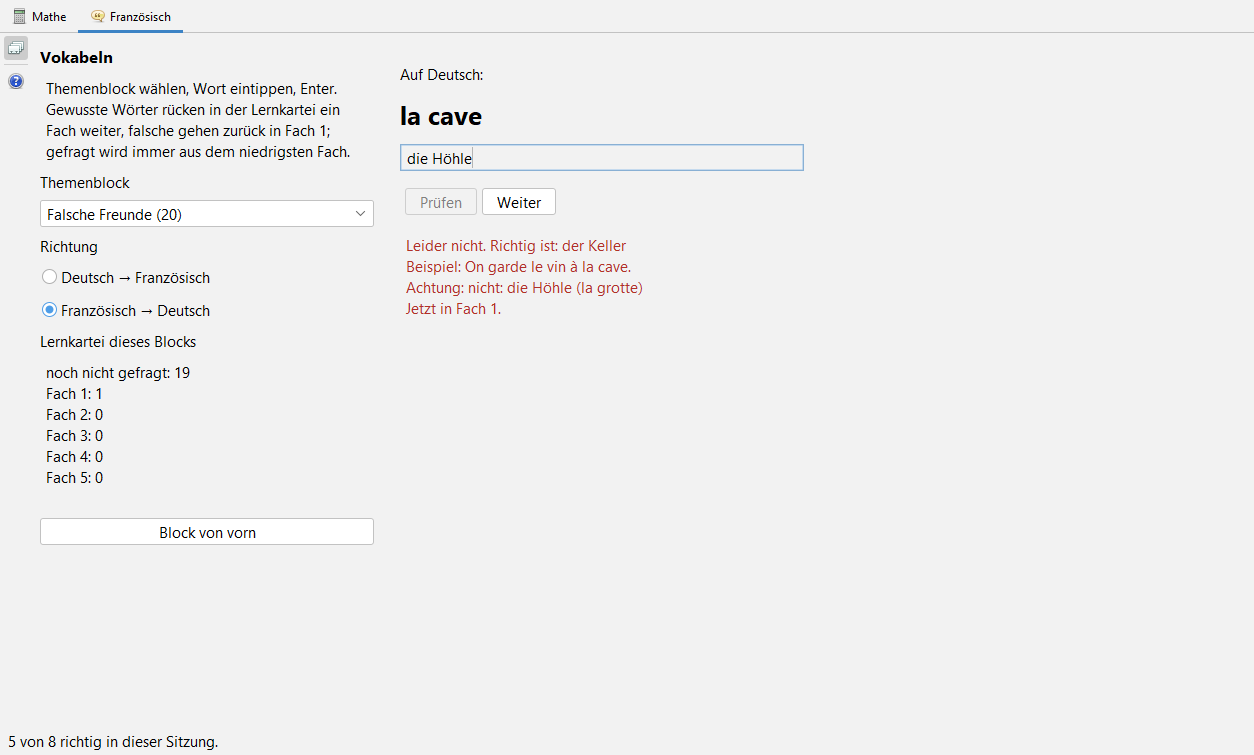 Mathe
Französisch
Vokabeln
Themenblock wählen, Wort eintippen, Enter.
Gewusste Wörter rücken in der Lernkartei ein
Fach weiter, falsche gehen zurück in Fach 1;
gefragt wird immer aus dem niedrigsten Fach.
Themenblock
Falsche Freunde (20)
Richtung
Deutsch → Französisch
Französisch → Deutsch
Lernkartei dieses Blocks
noch nicht gefragt: 19
Fach 1: 1
Fach 2: 0
Fach 3: 0
Fach 4: 0
Fach 5: 0
Block von vorn
Auf Deutsch:
la cave
die Höhle
Prüfen
Weiter
Leider nicht. Richtig ist: der Keller
Beispiel: On garde le vin à la cave.
Achtung: nicht: die Höhle (la grotte)
Jetzt in Fach 1.
5 von 8 richtig in dieser Sitzung.